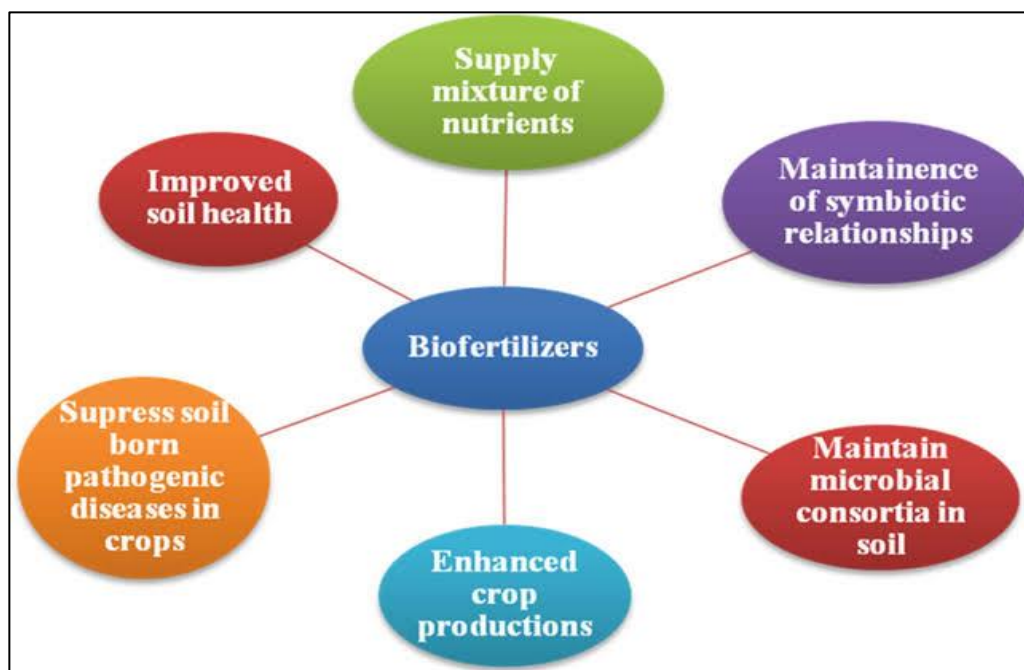 Supply
mixture of
nutrients
Improved
soil health
Maintainence
of symbiotic
relationships
Biofertilizers
Supress soil
born
pathogenic
diseases in
crops
Maintain
microbial
consortia in
soil
Enhanced
crop
productions